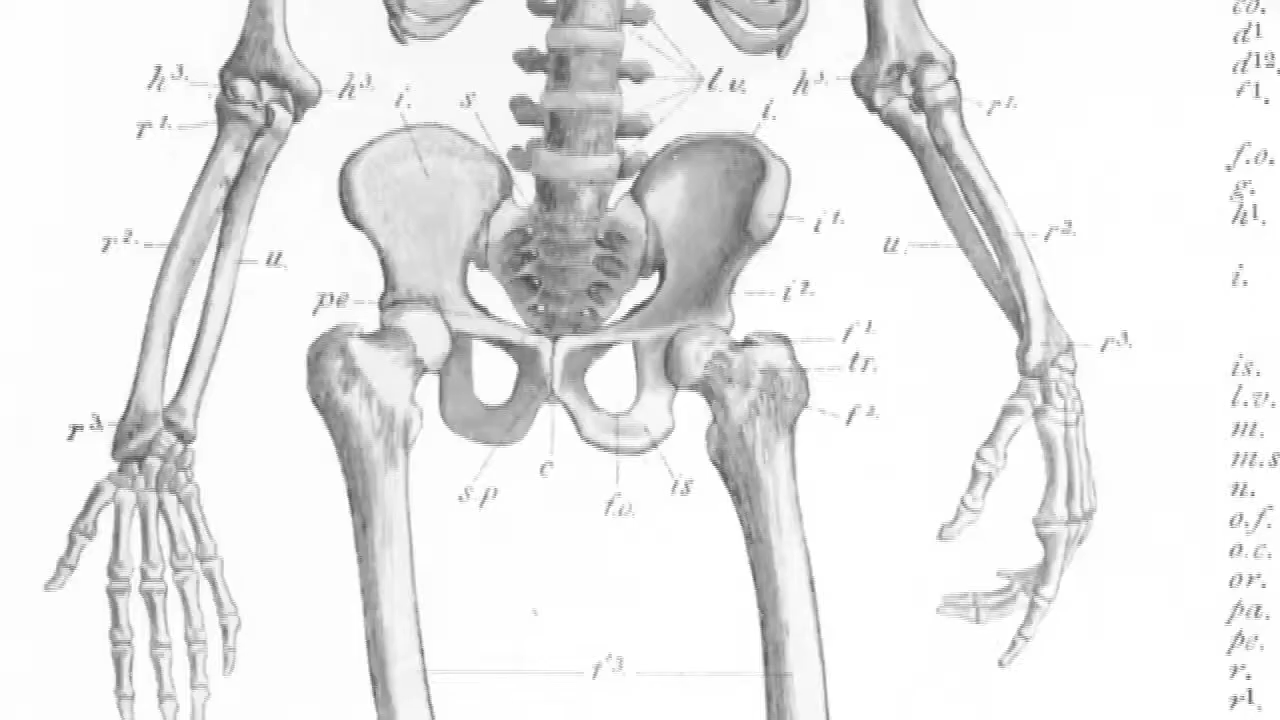 co.
d1
d12.
f1.
f.o.
g.
h1.
i.
is.
l.v.
m.
m.s
n.
o.f.
o.c.
or.
pa.
pe.
r.
r1.
h3.
h3.
i.
s
l.v.
h3.
r1.
i.
r1.
r2.
u.
i1.
u.
r2.
pe
i2.
f1.
r3.
tr.
f2.
r3.
s.p
c
f.o.
is
f3.